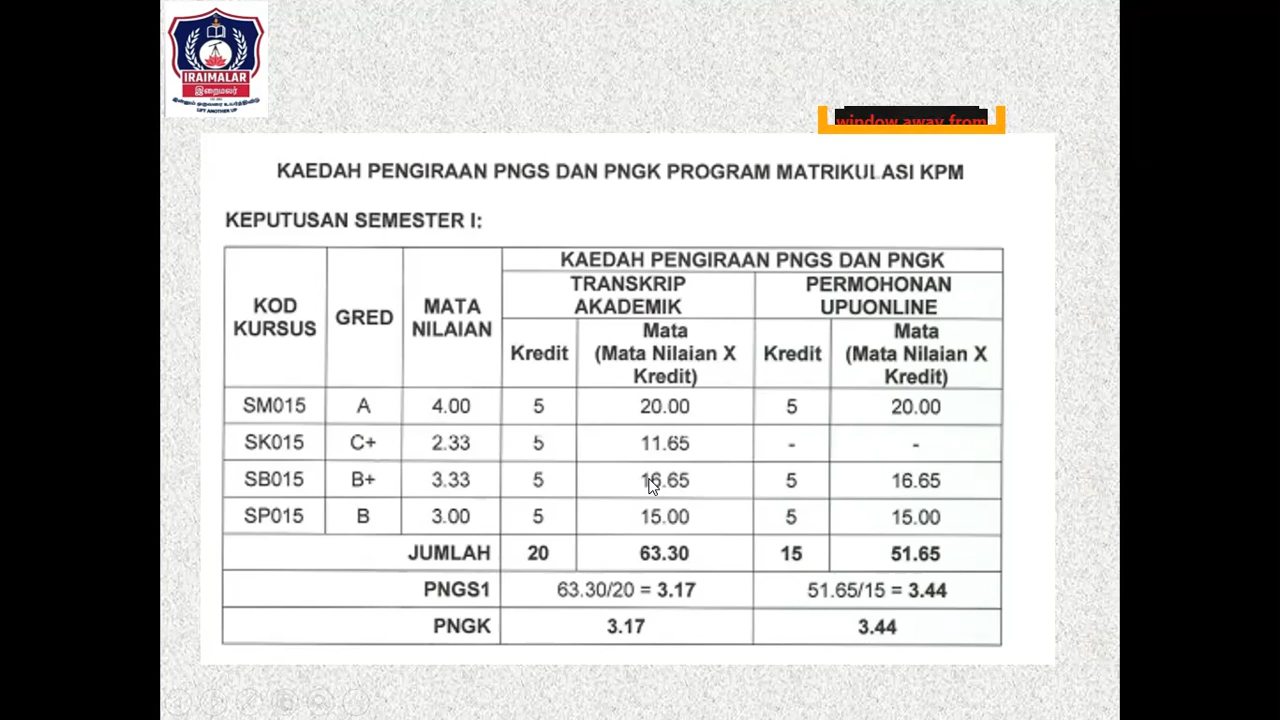 IRAIMALAR
இறைமலர்
LIFT ANOTHER UP
window away from
KAEDAH PENGIRAAN PNGS DAN PNGK PROGRAM MATRIKULASI KPM
KEPUTUSAN SEMESTER I:
KOD KURSUS GRED MATA NILAIAN KAEDAH PENGIRAAN PNGS DAN PNGK
TRANSKRIP AKADEMIK PERMOHONAN UPUONLINE
Kredit Mata (Mata Nilaian X Kredit) Kredit Mata (Mata Nilaian X Kredit)
SM015 A 4.00 5 20.00 5 20.00
SK015 C+ 2.33 5 11.65 - -
SB015 B+ 3.33 5 16.65 5 16.65
SP015 B 3.00 5 15.00 5 15.00
JUMLAH 20 63.30 15 51.65
PNGS1 63.30/20 = 3.17 51.65/15 = 3.44
PNGK 3.17 3.44